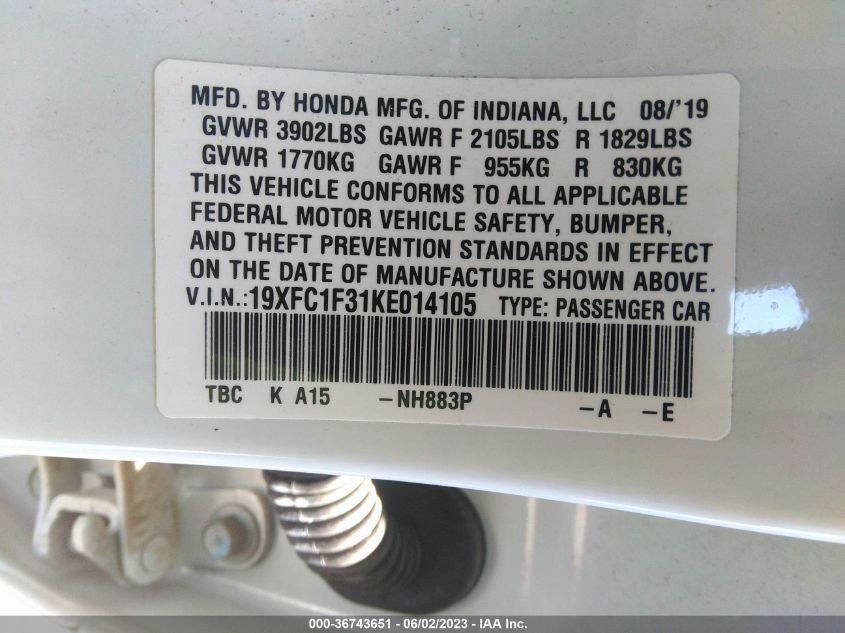 MFD. BY HONDA MFG. OF INDIANA, LLC 08/'19
GVWR 3902LBS GAWR F 2105LBS R 1829LBS
GVWR 1770KG GAWR F 955KG R 830KG
THIS VEHICLE CONFORMS TO ALL APPLICABLE
FEDERAL MOTOR VEHICLE SAFETY, BUMPER,
AND THEFT PREVENTION STANDARDS IN EFFECT
ON THE DATE OF MANUFACTURE SHOWN ABOVE.
V.I.N.:19XFC1F31KE014105 TYPE: PASSENGER CAR
TBC K A15 -NH883P -A -E
000-36743651 - 06/02/2023 - IAA Inc.